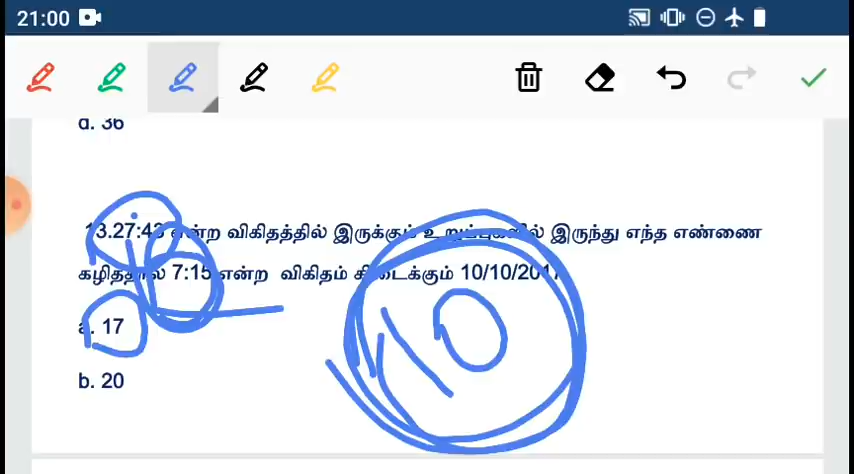 21:00
d. 36
13.27:43 என்ற விகிதத்தில் இருக்கும் உறுப்புகளில் இருந்து எந்த எண்ணை
கழித்தால் 7:15 என்ற விகிதம் கிடைக்கும் 10/10/2017
a. 17
10
b. 20